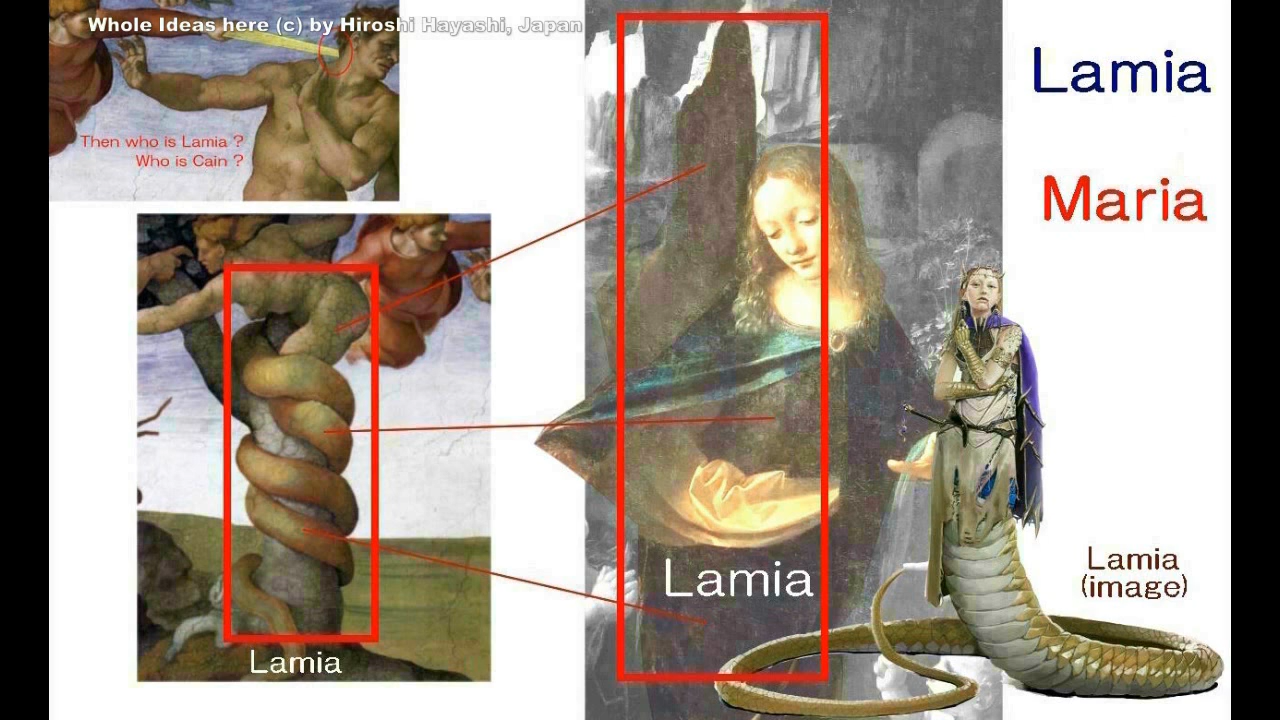 Whole Ideas here (c) by Hiroshi Hayashi, Japan
Then who is Lamia ?
Who is Cain ?
Lamia
Lamia
Lamia
Maria
Lamia
(image)